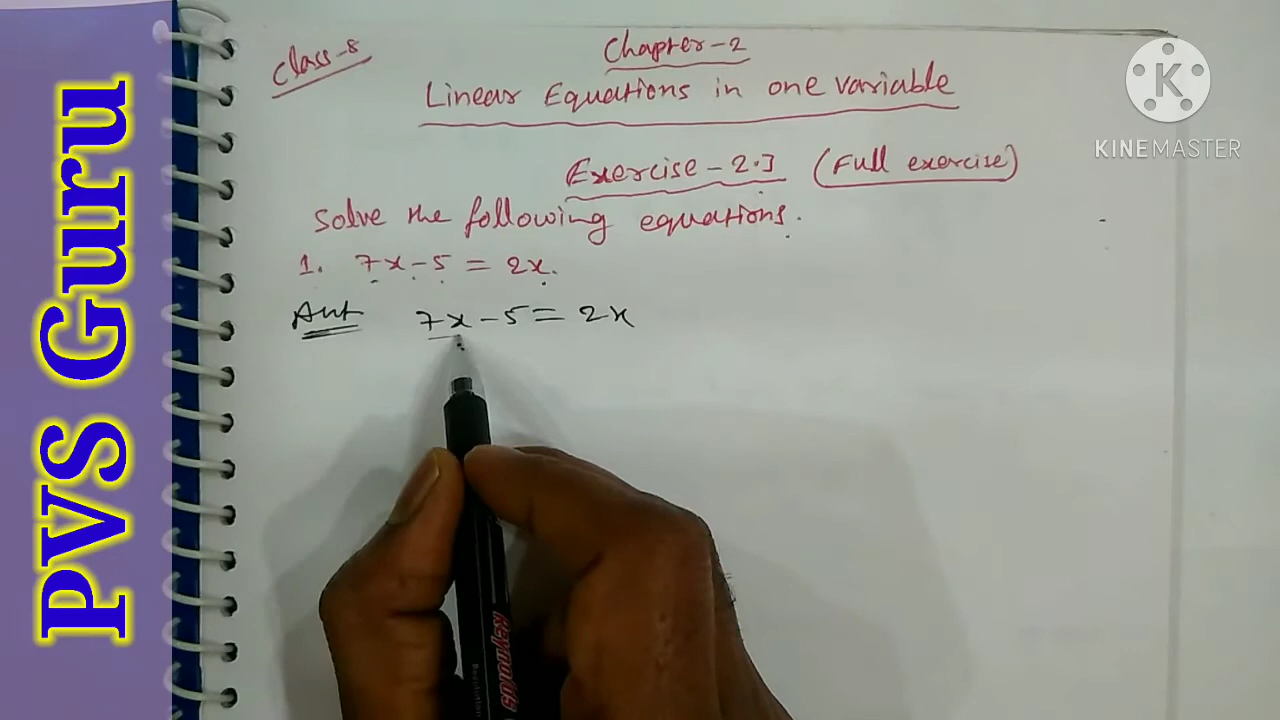 PVS Guru
Class-8
Chapter-2
Linear Equations in one variable
KINEMASTER
Exercise-2.3 (Full exercise)
Solve the following equations.
1. 7x-5 = 2x.
Ans 7x-5 = 2x
Keynotes